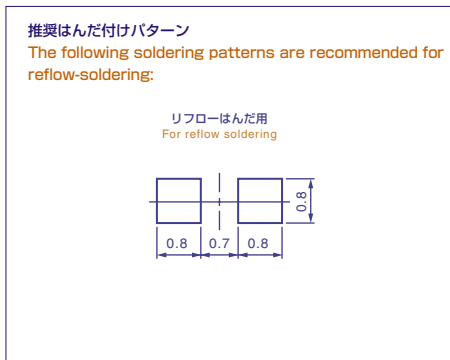 推奨はんだ付けパターン
The following soldering patterns are recommended for
reflow-soldering:
リフローはんだ用
For reflow soldering
0.8
0.8 0.7 0.8